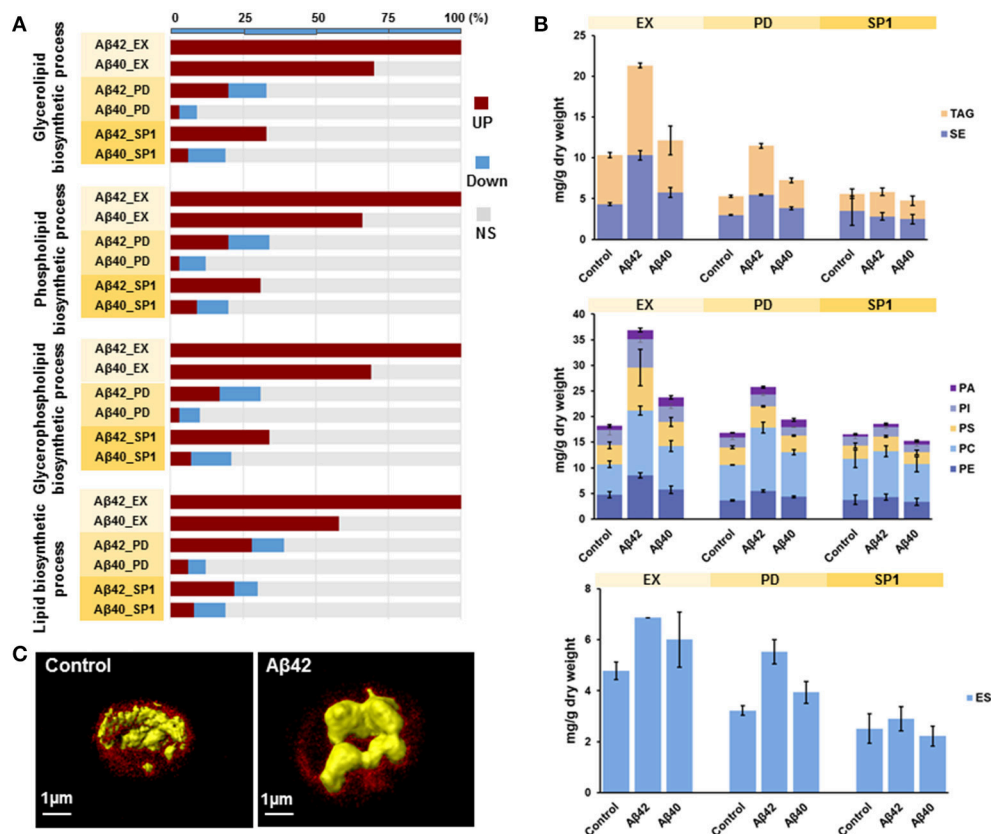 A
0 25 50 75 100 (%)
Glycerolipid
biosynthetic process
Aβ42_EX
Aβ40_EX
Aβ42_PD
Aβ40_PD
Aβ42_SP1
Aβ40_SP1
Phospholipid
biosynthetic process
Aβ42_EX
Aβ40_EX
Aβ42_PD
Aβ40_PD
Aβ42_SP1
Aβ40_SP1
Glycerophospholipid
biosynthetic process
Aβ42_EX
Aβ40_EX
Aβ42_PD
Aβ40_PD
Aβ42_SP1
Aβ40_SP1
Lipid biosynthetic
process
Aβ42_EX
Aβ40_EX
Aβ42_PD
Aβ40_PD
Aβ42_SP1
Aβ40_SP1
UP
Down
NS
B
EX PD SP1
mg/g dry weight
25
20
15
10
5
0
Control Aβ42 Aβ40 Control Aβ42 Aβ40 Control Aβ42 Aβ40
TAG
SE
EX PD SP1
mg/g dry weight
40
35
30
25
20
15
10
5
0
Control Aβ42 Aβ40 Control Aβ42 Aβ40 Control Aβ42 Aβ40
PA
PI
PS
PC
PE
EX PD SP1
mg/g dry weight
8
6
4
2
0
Control Aβ42 Aβ40 Control Aβ42 Aβ40 Control Aβ42 Aβ40
ES
C
Control
1μm
Aβ42
1μm